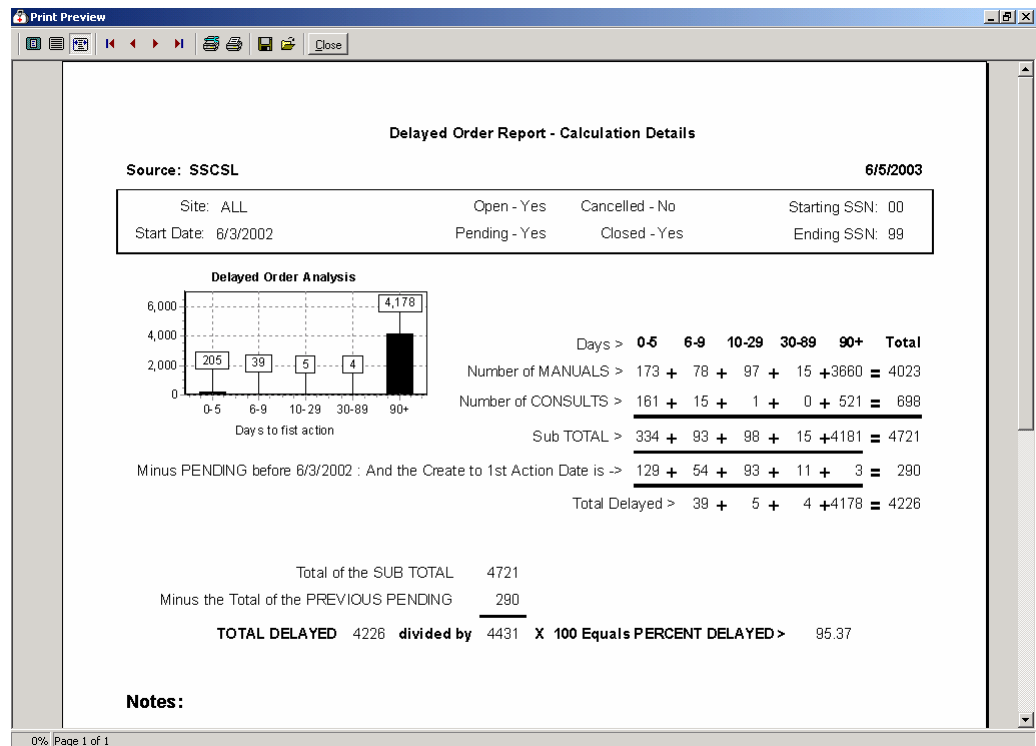 Print Preview
Close
Delayed Order Report - Calculation Details
Source: SSCSL 6/5/2003
Site: ALL Open - Yes Cancelled - No Starting SSN: 00
Start Date: 6/3/2002 Pending - Yes Closed - Yes Ending SSN: 99
Delayed Order Analysis
6,000
4,000
2,000
0
205
39
5
4
4,178
0-5 6-9 10-29 30-89 90+
Days to fist action
Days > 0-5 6-9 10-29 30-89 90+ Total
Number of MANUALS > 173 + 78 + 97 + 15 +3660 = 4023
Number of CONSULTS > 161 + 15 + 1 + 0 + 521 = 698
Sub TOTAL > 334 + 93 + 98 + 15 +4181 = 4721
Minus PENDING before 6/3/2002 : And the Create to 1st Action Date is -> 129 + 54 + 93 + 11 + 3 = 290
Total Delayed > 39 + 5 + 4 +4178 = 4226
Total of the SUB TOTAL 4721
Minus the Total of the PREVIOUS PENDING 290
TOTAL DELAYED 4226 divided by 4431 X 100 Equals PERCENT DELAYED > 95.37
Notes:
0% Page 1 of 1